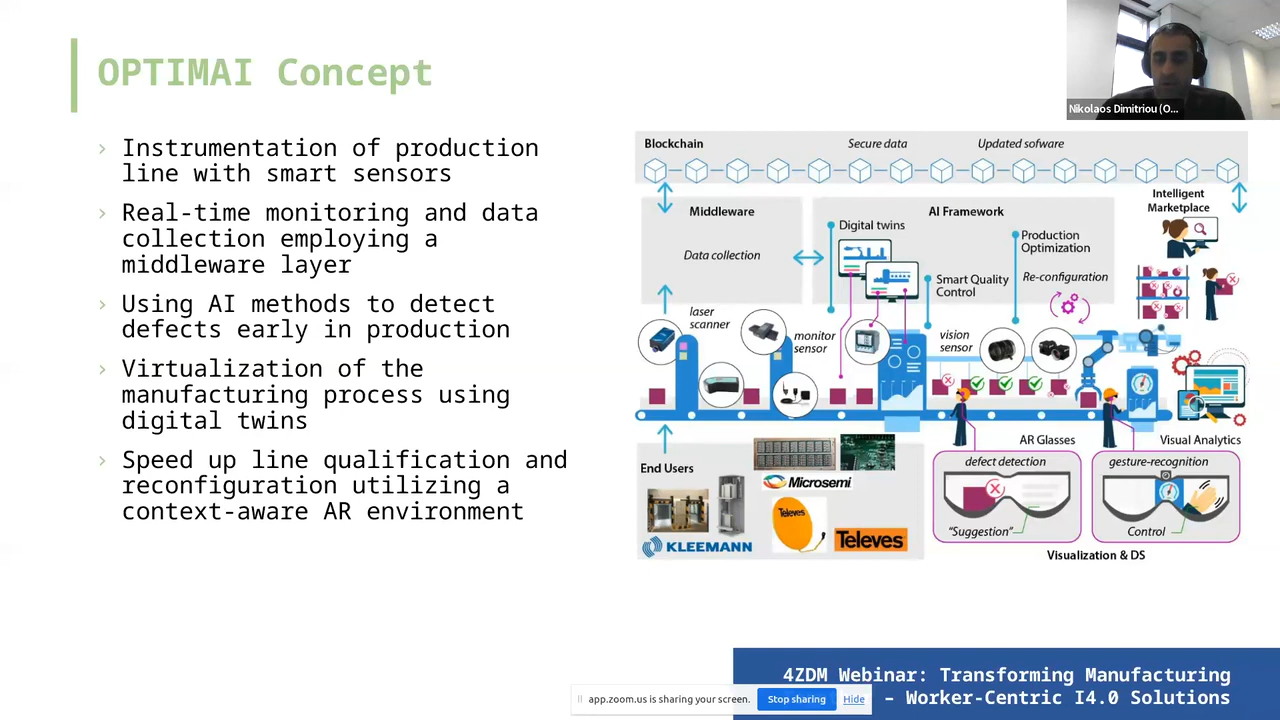 OPTIMAI Concept
Nikolaos Dimitriou (O...
› Instrumentation of production
line with smart sensors
› Real-time monitoring and data
collection employing a
middleware layer
› Using AI methods to detect
defects early in production
› Virtualization of the
manufacturing process using
digital twins
› Speed up line qualification and
reconfiguration utilizing a
context-aware AR environment
Blockchain
Secure data
Updated sofware
Middleware
Data collection
AI Framework
Digital twins
Smart Quality
Control
Production
Optimization
Re-configuration
Intelligent
Marketplace
laser
scanner
monitor
sensor
vision
sensor
AR Glasses
Visual Analytics
End Users
Microsemi
Televes
Televes
KLEEMANN
defect detection
"Suggestion"
gesture-recognition
Control
Visualization & DS
4ZDM Webinar: Transforming Manufacturing
– Worker-Centric I4.0 Solutions
app.zoom.us is sharing your screen.
Stop sharing
Hide